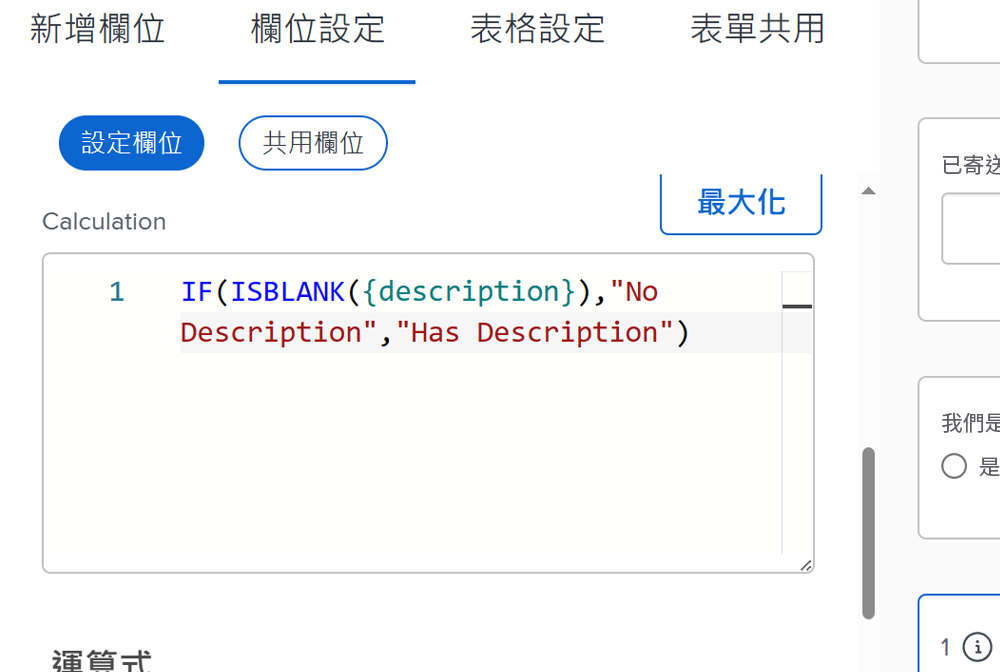 新增欄位 欄位設定 表格設定 表單共用
設定欄位 共用欄位
最大化
Calculation
1 IF(ISBLANK({description}),"No
Description","Has Description")
運算式
已寄送
我們是
是
1